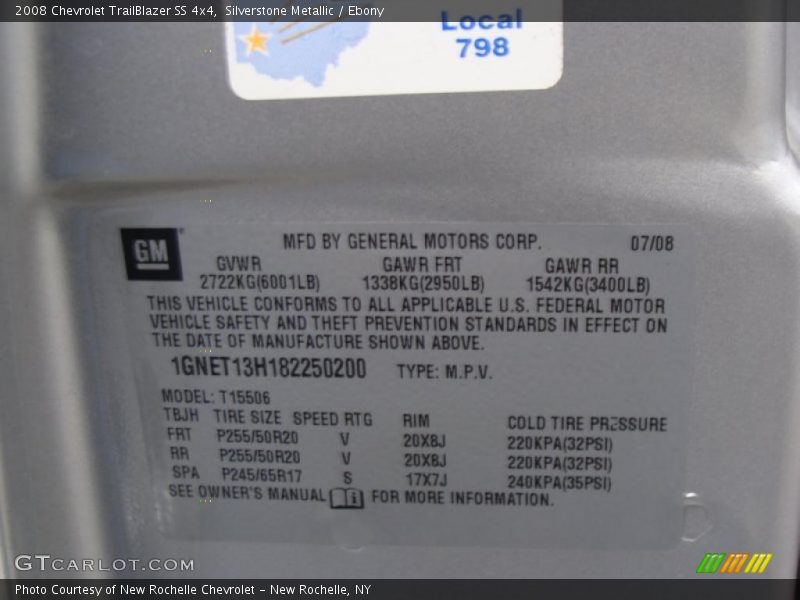 2008 Chevrolet TrailBlazer SS 4x4, Silverstone Metallic / Ebony
Local
798
GM
MFD BY GENERAL MOTORS CORP. 07/08
GVWR GAWR FRT GAWR RR
2722KG(6001LB) 1338KG(2950LB) 1542KG(3400LB)
THIS VEHICLE CONFORMS TO ALL APPLICABLE U.S. FEDERAL MOTOR
VEHICLE SAFETY AND THEFT PREVENTION STANDARDS IN EFFECT ON
THE DATE OF MANUFACTURE SHOWN ABOVE.
1GNET13H182250200 TYPE: M.P.V.
MODEL: T15506
TBJH TIRE SIZE SPEED RTG RIM COLD TIRE PRESSURE
FRT P255/50R20 V 20X8J 220KPA(32PSI)
RR P255/50R20 V 20X8J 220KPA(32PSI)
SPA P245/65R17 S 17X7J 240KPA(35PSI)
SEE OWNER'S MANUAL FOR MORE INFORMATION.
GTCARLOT.COM
Photo Courtesy of New Rochelle Chevrolet - New Rochelle, NY